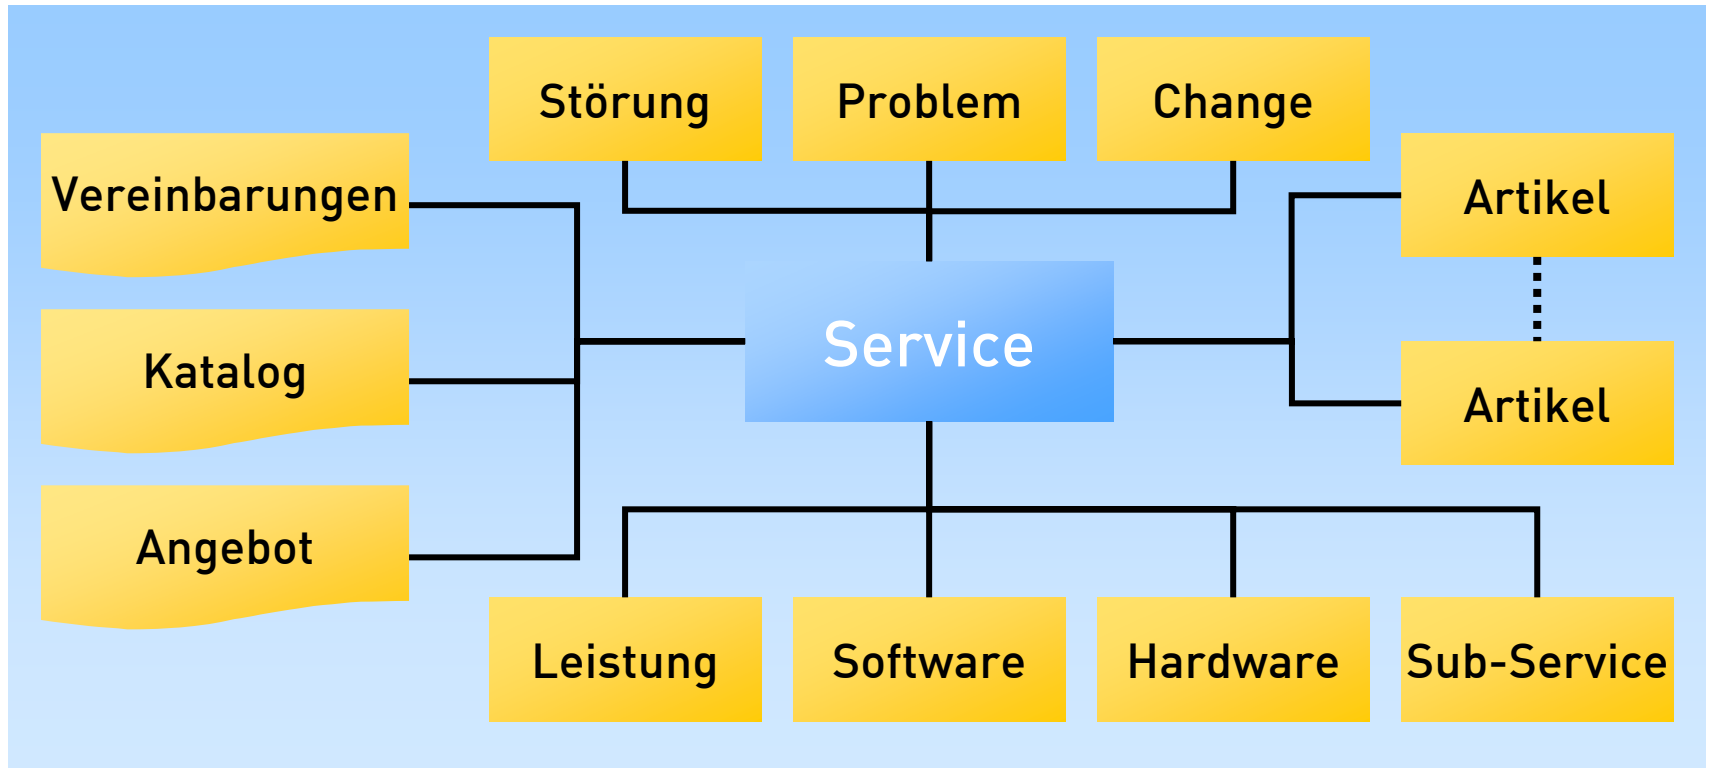 Störung
Problem
Change
Vereinbarungen
Artikel
Service
Katalog
Artikel
Angebot
Leistung
Software
Hardware
Sub-Service